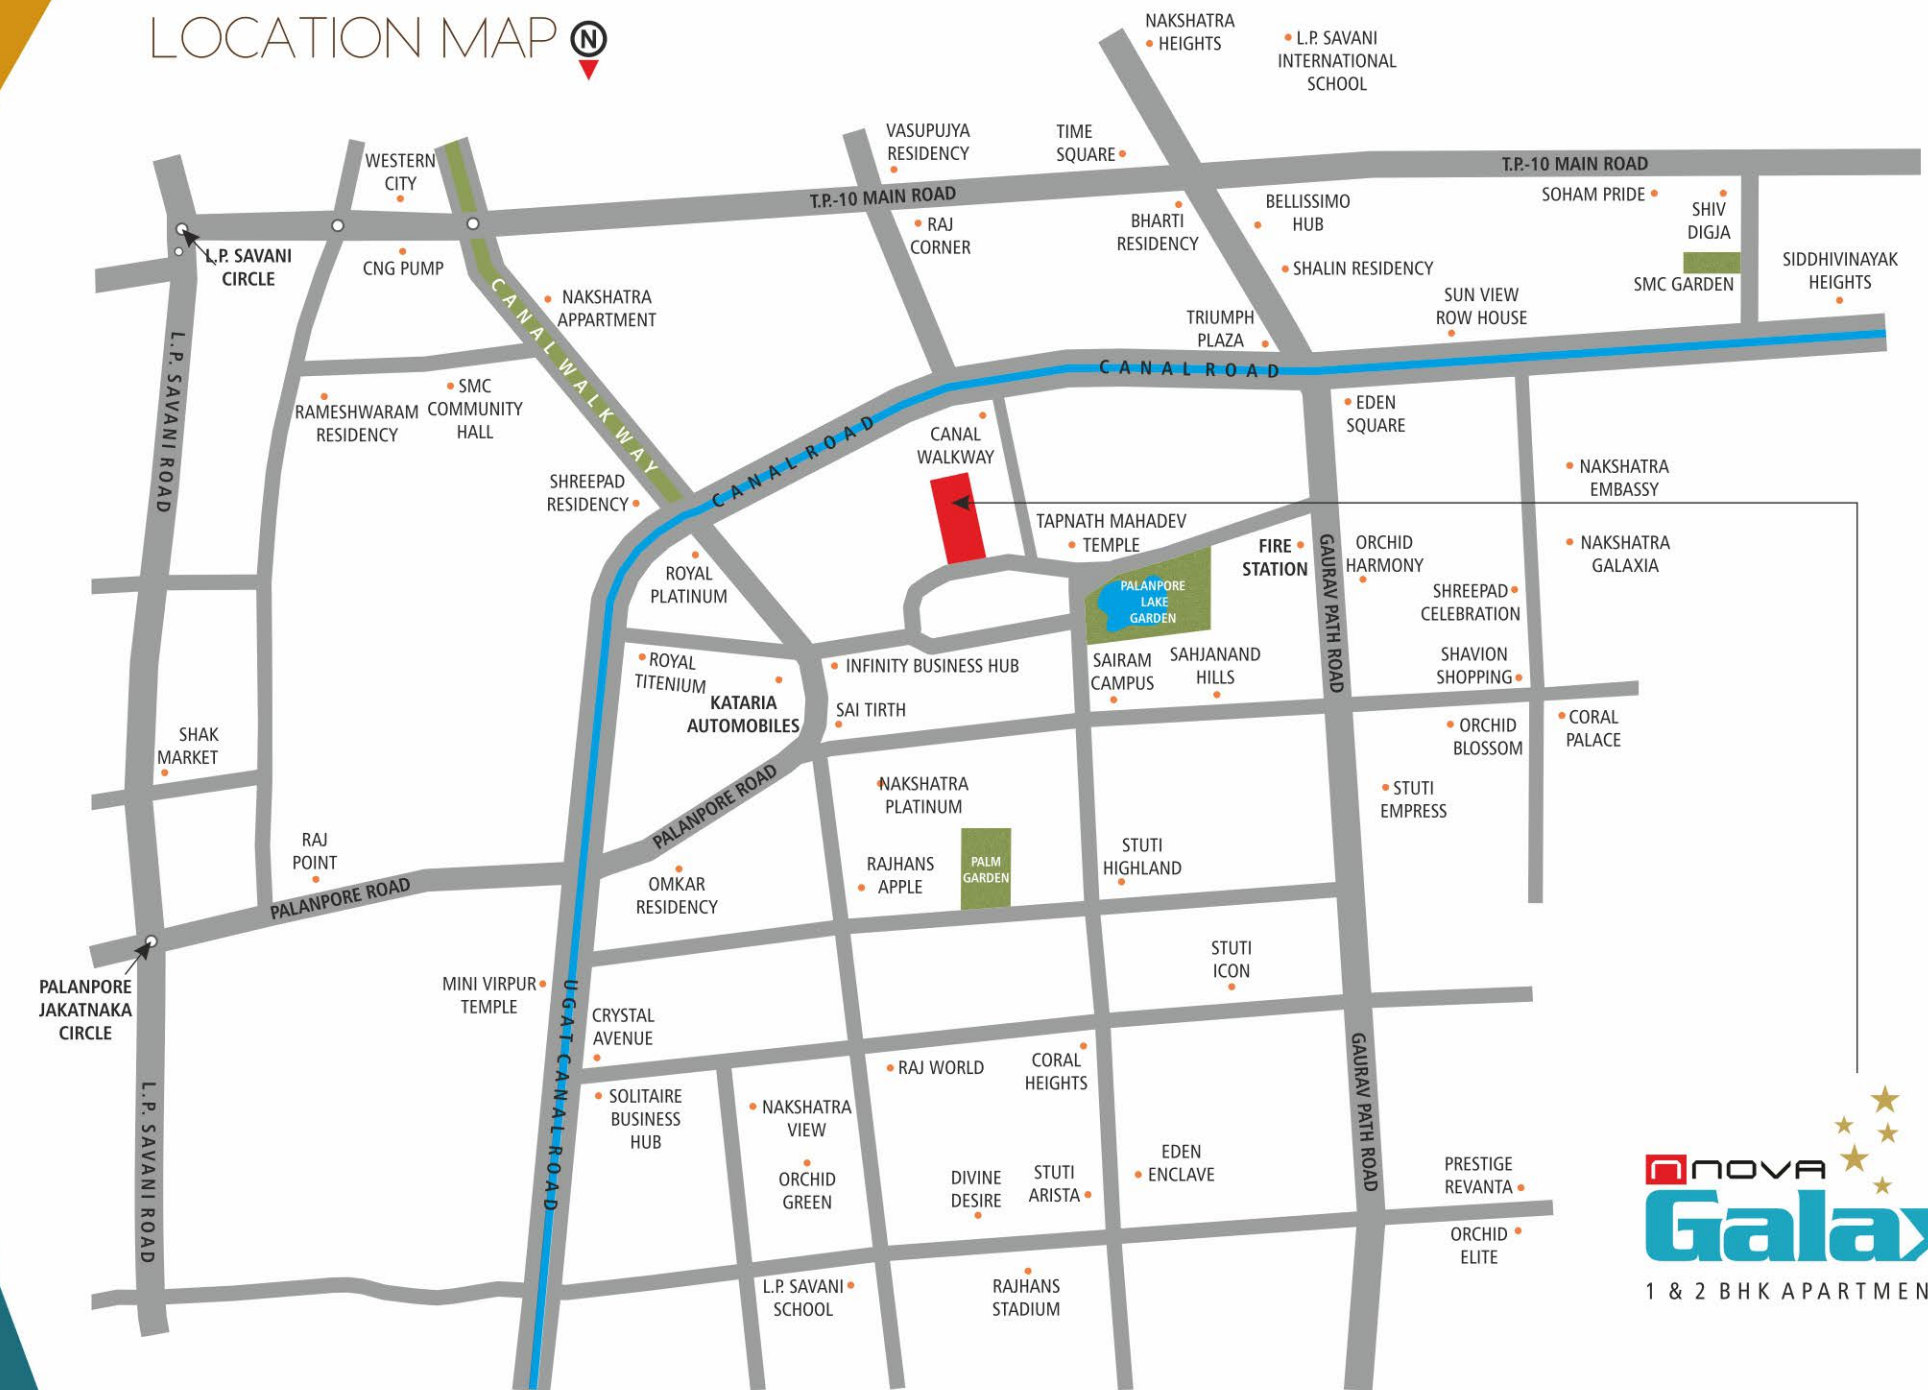 LOCATION MAP N
NAKSHATRA
HEIGHTS
L.P. SAVANI
INTERNATIONAL
SCHOOL
WESTERN
CITY
VASUPUJYA
RESIDENCY
TIME
SQUARE
T.P.-10 MAIN ROAD
T.P.-10 MAIN ROAD
SOHAM PRIDE
SHIV
DIGJA
BELLISSIMO
HUB
BHARTI
RESIDENCY
RAJ
CORNER
L.P. SAVANI
CIRCLE
CNG PUMP
SHALIN RESIDENCY
SMC GARDEN
SIDDHIVINAYAK
HEIGHTS
NAKSHATRA
APPARTMENT
CANAL WALKWAY
SUN VIEW
ROW HOUSE
TRIUMPH
PLAZA
CANAL ROAD
L.P. SAVANI ROAD
RAMESHWARAM
RESIDENCY
SMC
COMMUNITY
HALL
EDEN
SQUARE
CANAL ROAD
CANAL
WALKWAY
SHREEPAD
RESIDENCY
NAKSHATRA
EMBASSY
TAPNATH MAHADEV
TEMPLE
FIRE
STATION
ORCHID
HARMONY
NAKSHATRA
GALAXIA
ROYAL
PLATINUM
PALANPORE
LAKE
GARDEN
GAURAV PATH ROAD
SHREEPAD
CELEBRATION
ROYAL
TITENIUM
INFINITY BUSINESS HUB
SAIRAM
CAMPUS
SAHJANAND
HILLS
SHAVION
SHOPPING
KATARIA
AUTOMOBILES
SAI TIRTH
ORCHID
BLOSSOM
CORAL
PALACE
SHAK
MARKET
NAKSHATRA
PLATINUM
STUTI
EMPRESS
PALANPORE ROAD
RAJ
POINT
RAJHANS
APPLE
PALM
GARDEN
STUTI
HIGHLAND
OMKAR
RESIDENCY
PALANPORE ROAD
STUTI
ICON
PALANPORE
JAKATNAKA
CIRCLE
MINI VIRPUR
TEMPLE
UGAT CANAL ROAD
CRYSTAL
AVENUE
RAJ WORLD
CORAL
HEIGHTS
GAURAV PATH ROAD
L.P. SAVANI ROAD
SOLITAIRE
BUSINESS
HUB
NAKSHATRA
VIEW
ORCHID
GREEN
DIVINE
DESIRE
STUTI
ARISTA
EDEN
ENCLAVE
PRESTIGE
REVANTA
ORCHID
ELITE
L.P. SAVANI
SCHOOL
RAJHANS
STADIUM
NOVA
Galax
1 & 2 BHK APARTMEN